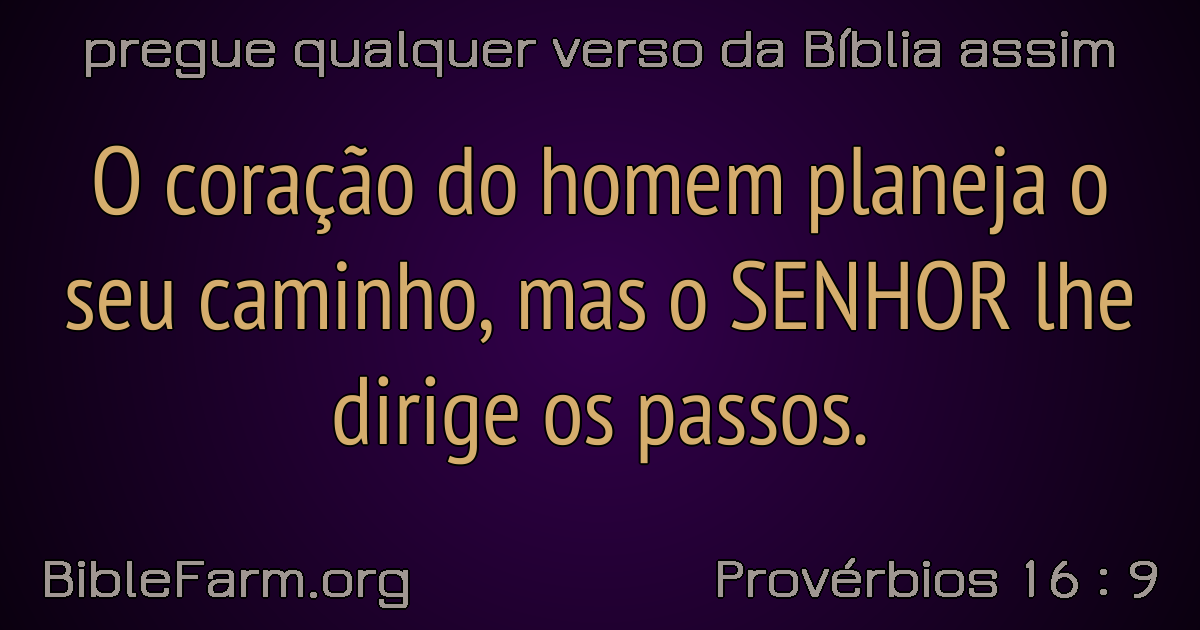 pregue qualquer verso da Bíblia assim
O coração do homem planeja o
seu caminho, mas o SENHOR lhe
dirige os passos.
BibleFarm.org
Provérbios 16 : 9